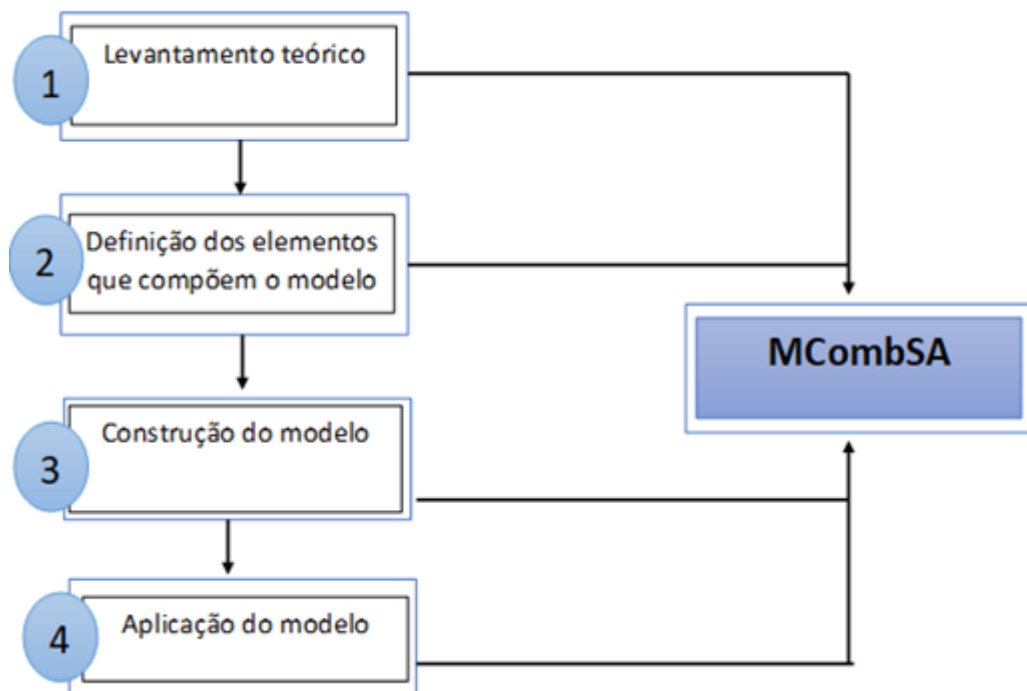 1
Levantamento teórico
2
Definição dos elementos
que compõem o modelo
3
Construção do modelo
4
Aplicação do modelo
MCombSA